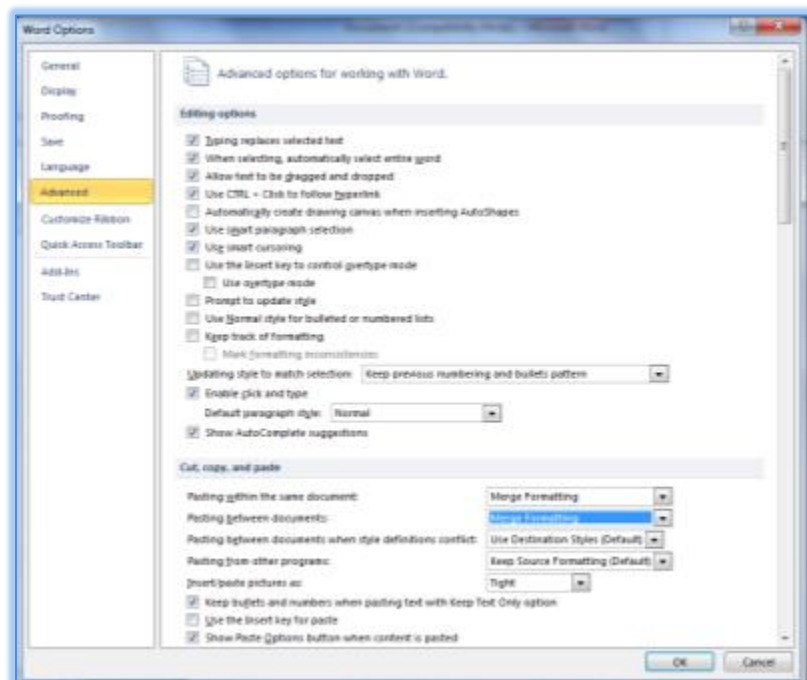 Word Options
General
Display
Proofing
Save
Language
Advanced
Customize Ribbon
Quick Access Toolbar
Add-Ins
Trust Center
Advanced options for working with Word.
Editing options
Typing replaces selected text
When selecting, automatically select entire word
Allow text to be dragged and dropped
Use CTRL + Click to follow hyperlink
Automatically create drawing canvas when inserting AutoShapes
Use smart paragraph selection
Use smart cursoring
Use the Insert key to control overtype mode
Use overtype mode
Prompt to update style
Use Normal style for bulleted or numbered lists
Keep track of formatting
Mark formatting inconsistencies
Updating style to match selection: Keep previous numbering and bullets pattern
Enable click and type
Default paragraph style: Normal
Show AutoComplete suggestions
Cut, copy, and paste
Pasting within the same document: Merge Formatting
Pasting between documents: Merge Formatting
Pasting between documents when style definitions conflict: Use Destination Styles (Default)
Pasting from other programs: Keep Source Formatting (Default)
Insert/paste pictures as: Tight
Keep bullets and numbers when pasting text with Keep Text Only option
Use the Insert key for paste
Show Paste Options button when content is pasted
OK Cancel